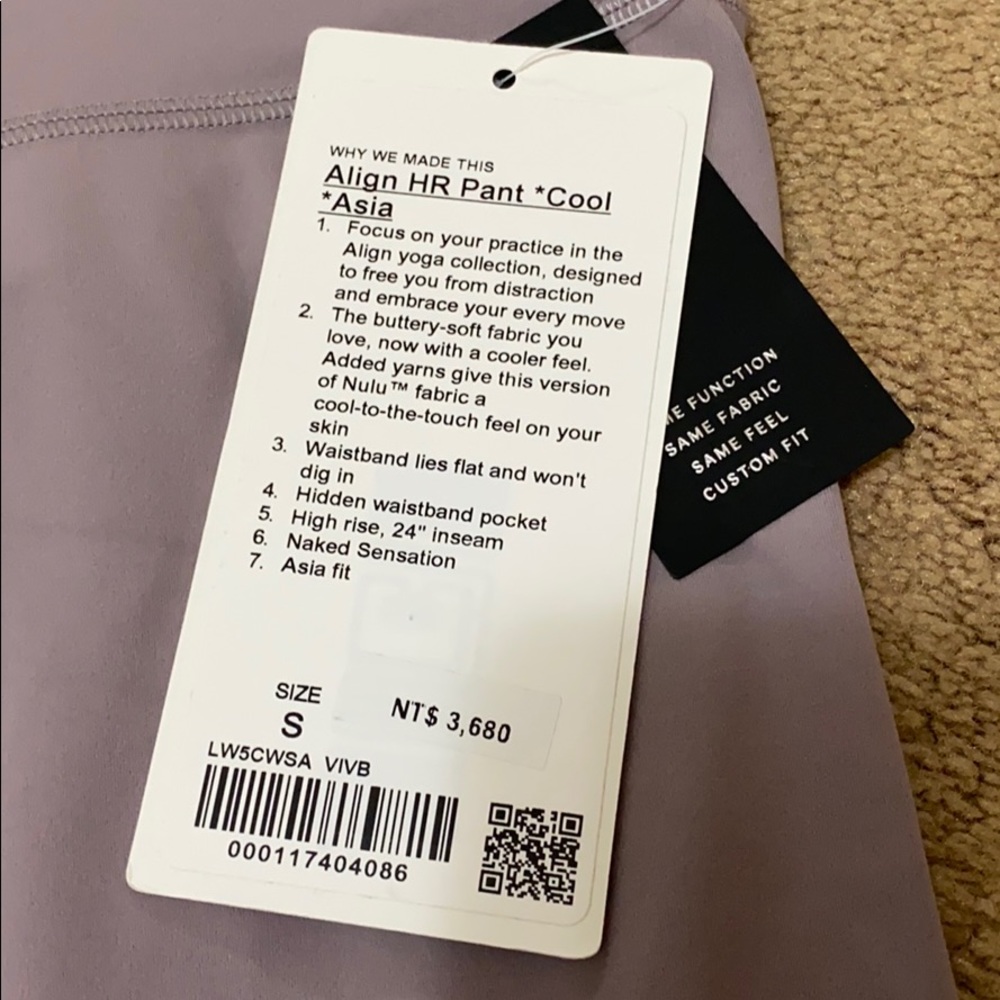 WHY WE MADE THIS
Align HR Pant *Cool
*Asia
1. Focus on your practice in the
Align yoga collection, designed
to free you from distraction
and embrace your every move
2. The buttery-soft fabric you
love, now with a cooler feel.
Added yarns give this version
of Nulu™ fabric a
cool-to-the-touch feel on your
skin
3. Waistband lies flat and won't
dig in
4. Hidden waistband pocket
5. High rise, 24" inseam
6. Naked Sensation
7. Asia fit
SIZE
S
NT$ 3,680
LW5CWSA VIVB
000117404086
FUNCTION
SAME FABRIC
SAME FEEL
CUSTOM FIT